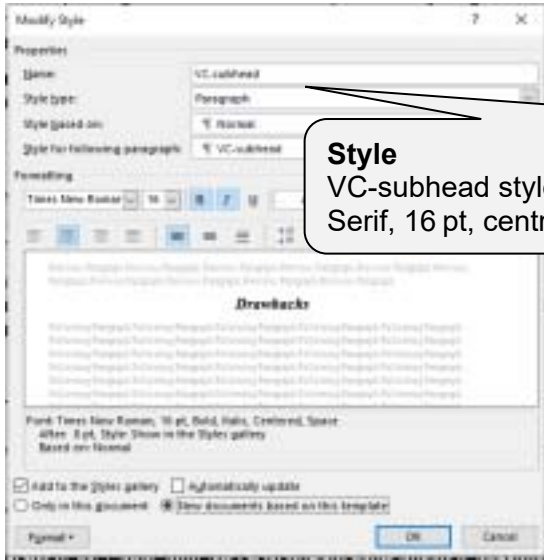 Modify Style ? ×
Properties
Name: VC-subhead
Style type: Paragraph
Style based on: ¶ Normal
Style for following paragraph: ¶ VC-subhead
Style
VC-subhead style
Serif, 16 pt, centr
Formatting
Times New Roman 16 B I U
Drawbacks
Font: Times New Roman, 16 pt, Bold, Italic, Centered, Space
After: 8 pt, Style: Show in the Styles gallery
Based on: Normal
Add to the Styles gallery Automatically update
Only in this document New documents based on this template
Format OK Cancel